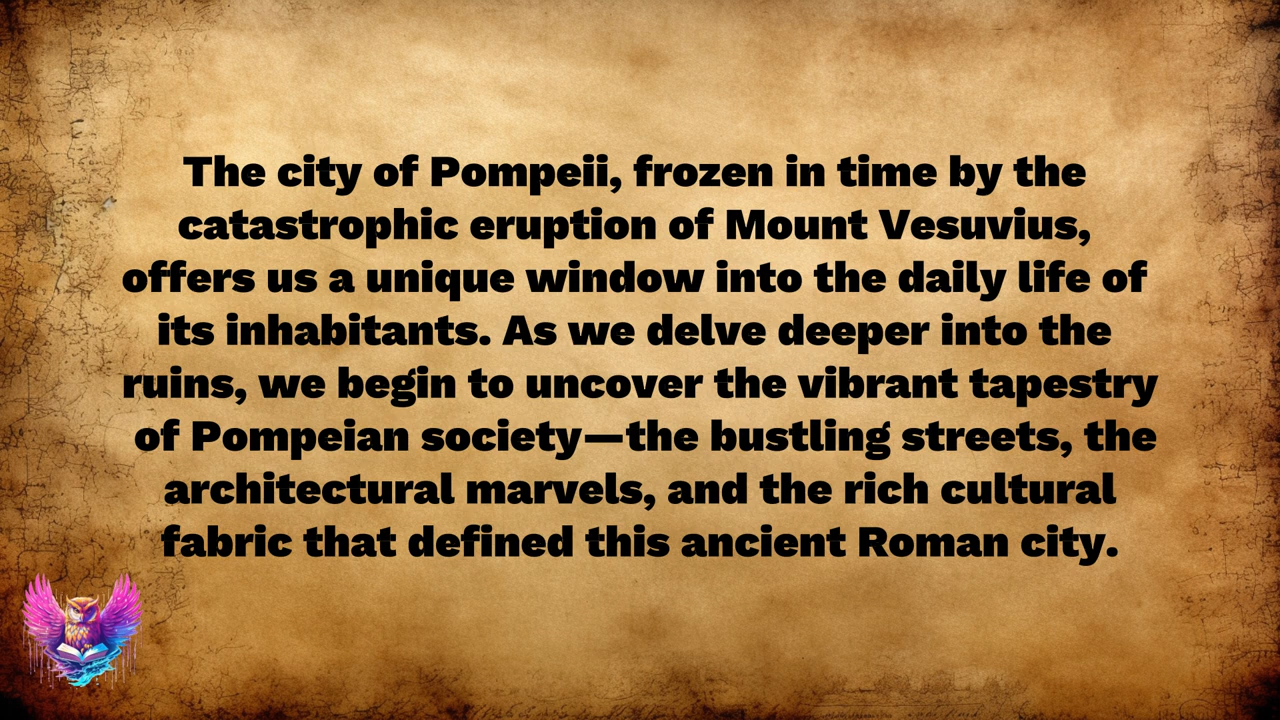 The city of Pompeii, frozen in time by the
catastrophic eruption of Mount Vesuvius,
offers us a unique window into the daily life of
its inhabitants. As we delve deeper into the
ruins, we begin to uncover the vibrant tapestry
of Pompeian society—the bustling streets, the
architectural marvels, and the rich cultural
fabric that defined this ancient Roman city.